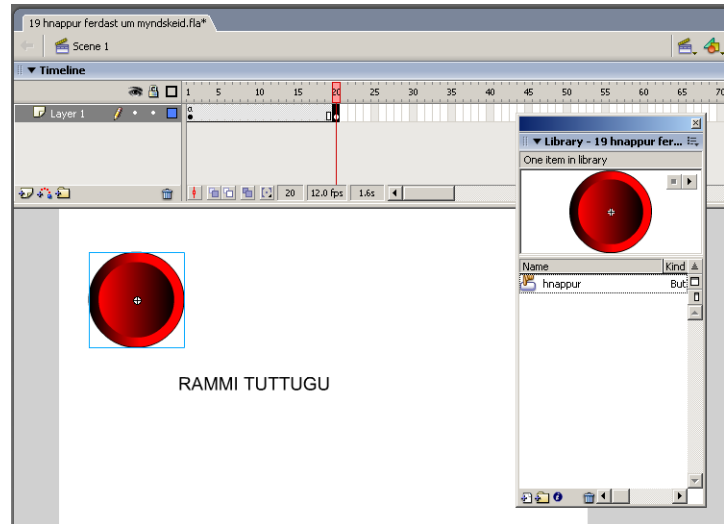 19 hnappur ferdast um myndskeid.fla*
Scene 1
Timeline
1 5 10 15 20 25 30 35 40 45 50 55 60 65 70
Layer 1
20 12.0 fps 1.6s
Library - 19 hnappur fer...
One item in library
Name Kind
hnappur But
RAMMI TUTTUGU